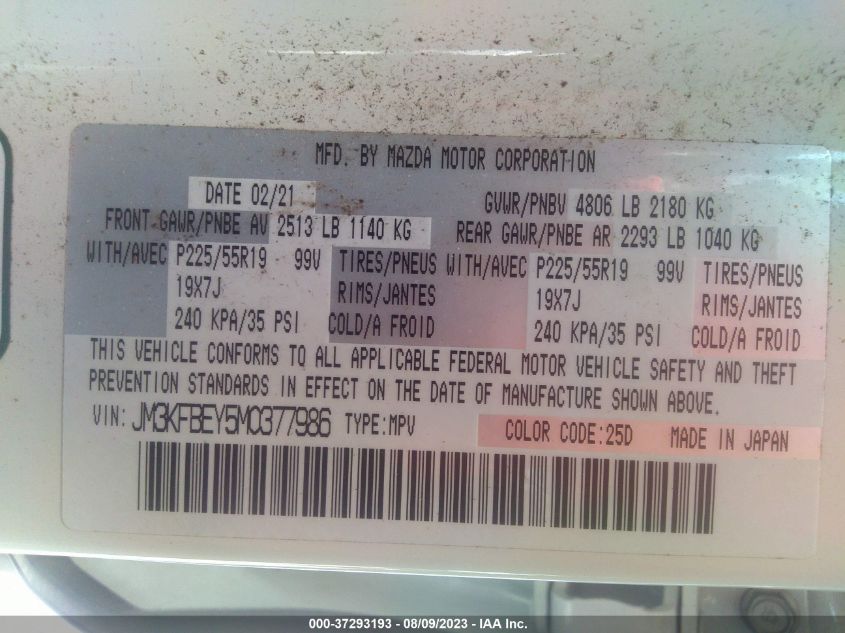 MFD. BY MAZDA MOTOR CORPORATION
DATE 02/21 GVWR/PNBV 4806 LB 2180 KG
FRONT GAWR/PNBE AV 2513 LB 1140 KG REAR GAWR/PNBE AR 2293 LB 1040 KG
WITH/AVEC P225/55R19 99V TIRES/PNEUS WITH/AVEC P225/55R19 99V TIRES/PNEUS
19X7J RIMS/JANTES 19X7J RIMS/JANTES
240 KPA/35 PSI COLD/A FROID 240 KPA/35 PSI COLD/A FROID
THIS VEHICLE CONFORMS TO ALL APPLICABLE FEDERAL MOTOR VEHICLE SAFETY AND THEFT
PREVENTION STANDARDS IN EFFECT ON THE DATE OF MANUFACTURE SHOWN ABOVE.
VIN: JM3KFBEY5M0377986 TYPE:MPV COLOR CODE:25D MADE IN JAPAN
000-37293193 - 08/09/2023 - IAA Inc.